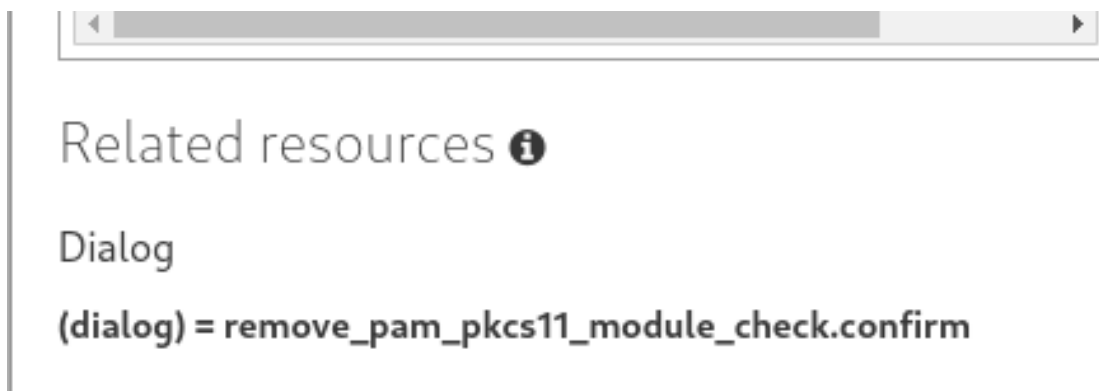 Related resources
Dialog
(dialog) = remove_pam_pkcs11_module_check.confirm